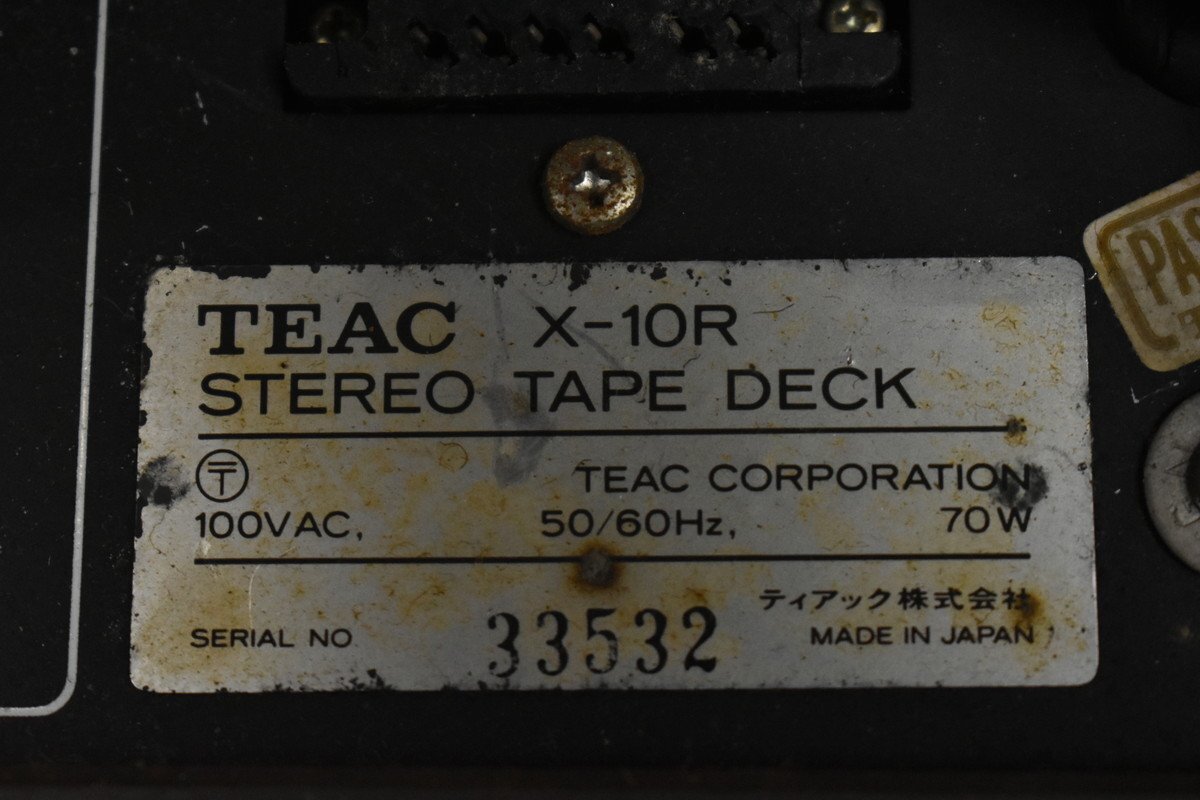 TEAC X-10R
STEREO TAPE DECK
〒 TEAC CORPORATION
100VAC, 50/60Hz, 70W
ティアック株式会社
SERIAL NO 33532 MADE IN JAPAN